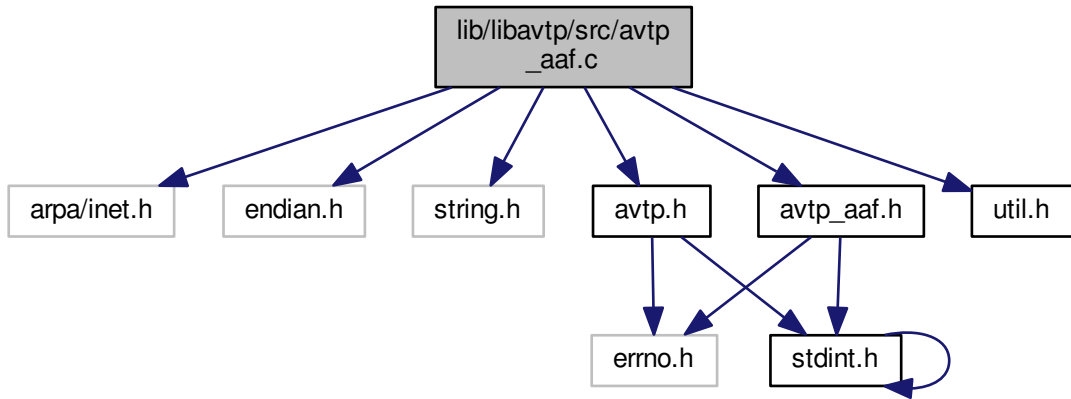 lib/libavtp/src/avtp
_aaf.c
arpa/inet.h
endian.h
string.h
avtp.h
avtp_aaf.h
util.h
errno.h
stdint.h